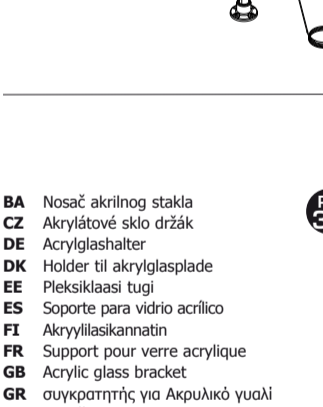 BA Nosač akrilnog stakla
CZ Akrylátové sklo držák
DE Acrylglashalter
DK Holder til akrylglasplade
EE Pleksiklaasi tugi
ES Soporte para vidrio acrílico
FI Akryylilasikannatin
FR Support pour verre acrylique
GB Acrylic glass bracket
GR συγκρατητής για Ακρυλικό γυαλί